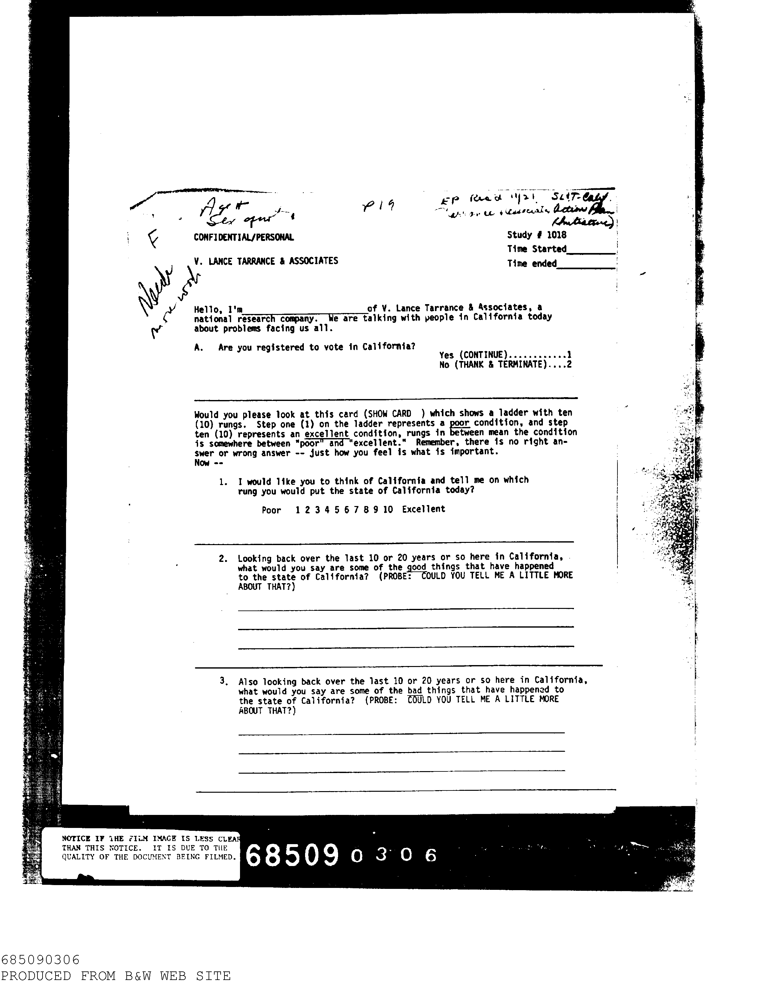 Age #
Sex quot
P19
EP 11/21 SLIT-Calif.
Action Plan
F
Needs
more work
CONFIDENTIAL/PERSONAL
Study # 1018
Time Started
V. LANCE TARRANCE & ASSOCIATES
Time ended
Hello, I'm of V. Lance Tarrance & Associates, a
national research company. We are talking with people in California today
about problems facing us all.
A. Are you registered to vote in California?
Yes (CONTINUE)............1
No (THANK & TERMINATE)....2
Would you please look at this card (SHOW CARD ) which shows a ladder with ten
(10) rungs. Step one (1) on the ladder represents a poor condition, and step
ten (10) represents an excellent condition, rungs in between mean the condition
is somewhere between "poor" and "excellent." Remember, there is no right an-
swer or wrong answer -- just how you feel is what is important.
Now --
1. I would like you to think of California and tell me on which
rung you would put the state of California today?
Poor 1 2 3 4 5 6 7 8 9 10 Excellent
2. Looking back over the last 10 or 20 years or so here in California,
what would you say are some of the good things that have happened
to the state of California? (PROBE: COULD YOU TELL ME A LITTLE MORE
ABOUT THAT?)
3. Also looking back over the last 10 or 20 years or so here in California,
what would you say are some of the bad things that have happened to
the state of California? (PROBE: COULD YOU TELL ME A LITTLE MORE
ABOUT THAT?)
NOTICE IF THE FILM IMAGE IS LESS CLEAR
THAN THIS NOTICE. IT IS DUE TO THE
QUALITY OF THE DOCUMENT BEING FILMED.
68509 0306
685090306
PRODUCED FROM B&W WEB SITE